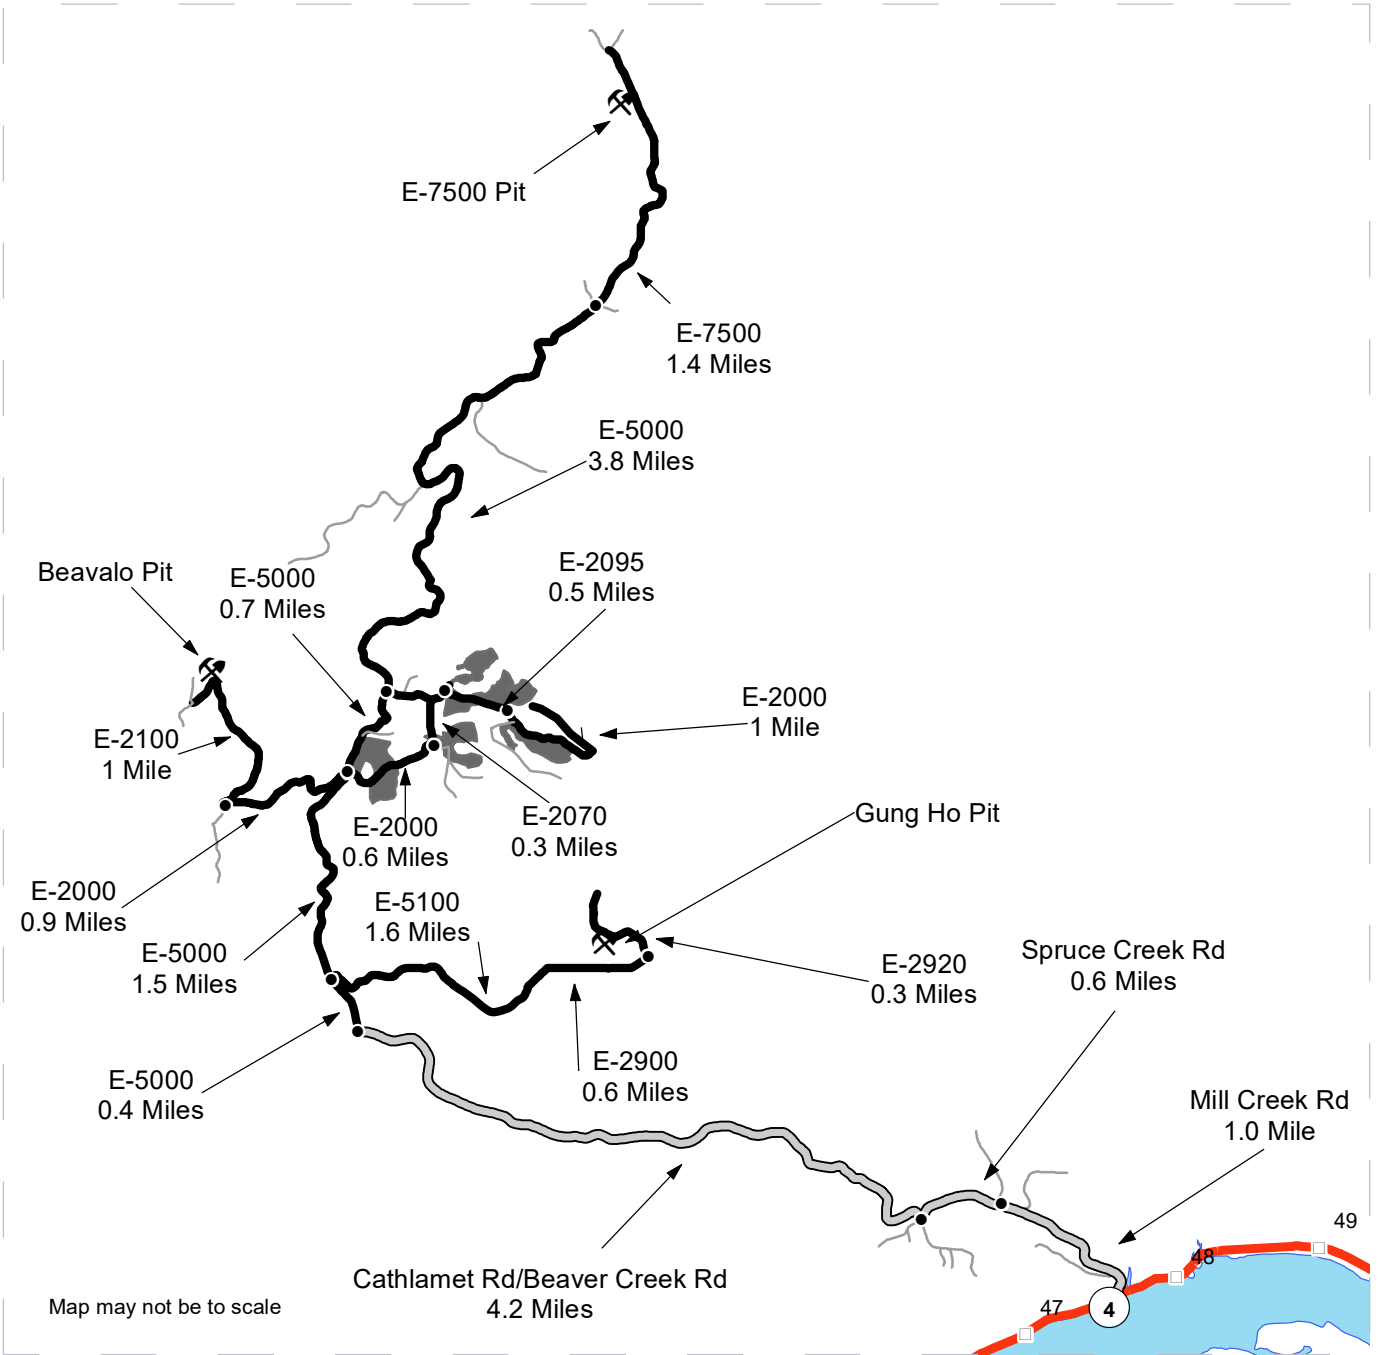 E-7500 Pit
E-7500
1.4 Miles
E-5000
3.8 Miles
E-2095
0.5 Miles
Beavalo Pit
E-5000
0.7 Miles
E-2000
1 Mile
E-2100
1 Mile
E-2000
0.6 Miles
E-2070
0.3 Miles
Gung Ho Pit
E-2000
0.9 Miles
E-5100
1.6 Miles
E-5000
1.5 Miles
Spruce Creek Rd
0.6 Miles
E-2920
0.3 Miles
E-2900
0.6 Miles
E-5000
0.4 Miles
Mill Creek Rd
1.0 Mile
49
48
Cathlamet Rd/Beaver Creek Rd
4.2 Miles
Map may not be to scale
47
4